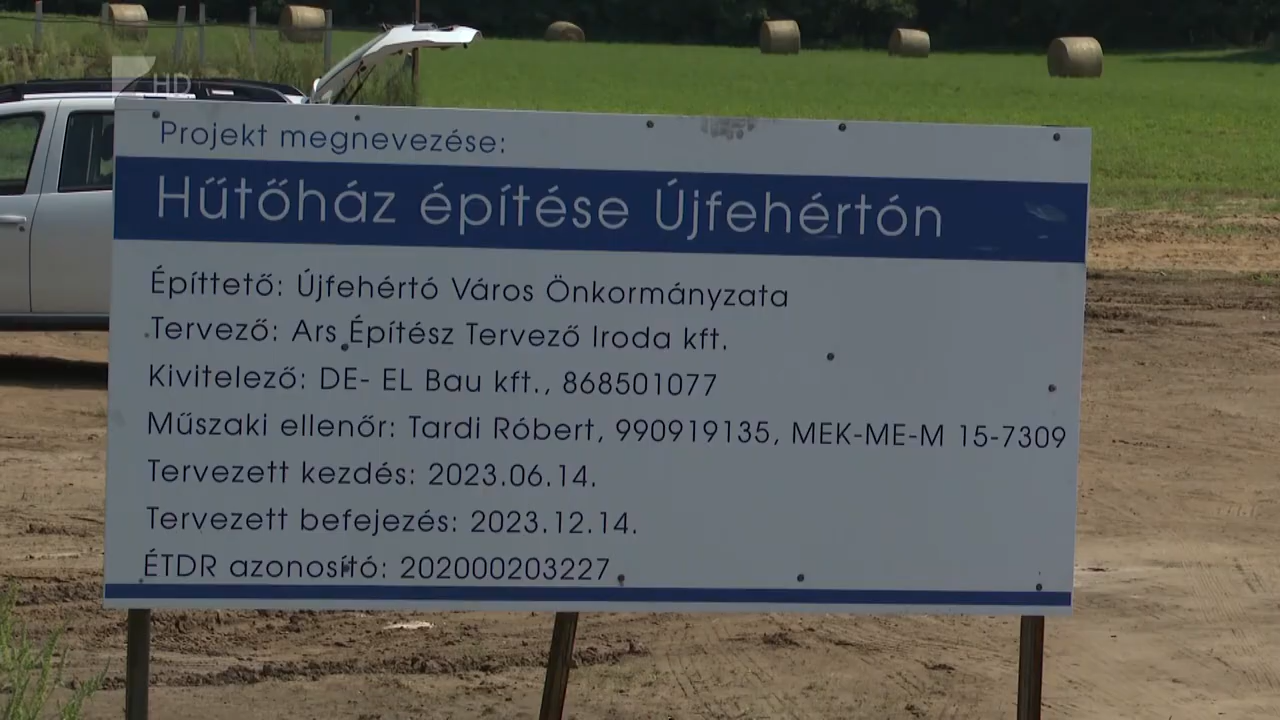 HD
Projekt megnevezése:
Hűtőház építése Újfehértón
Építtető: Újfehértó Város Önkormányzata
Tervező: Ars Építész Tervező Iroda kft.
Kivitelező: DE- EL Bau kft., 868501077
Műszaki ellenőr: Tardi Róbert, 990919135, MEK-ME-M 15-7309
Tervezett kezdés: 2023.06.14.
Tervezett befejezés: 2023.12.14.
ÉTDR azonosító: 202000203227